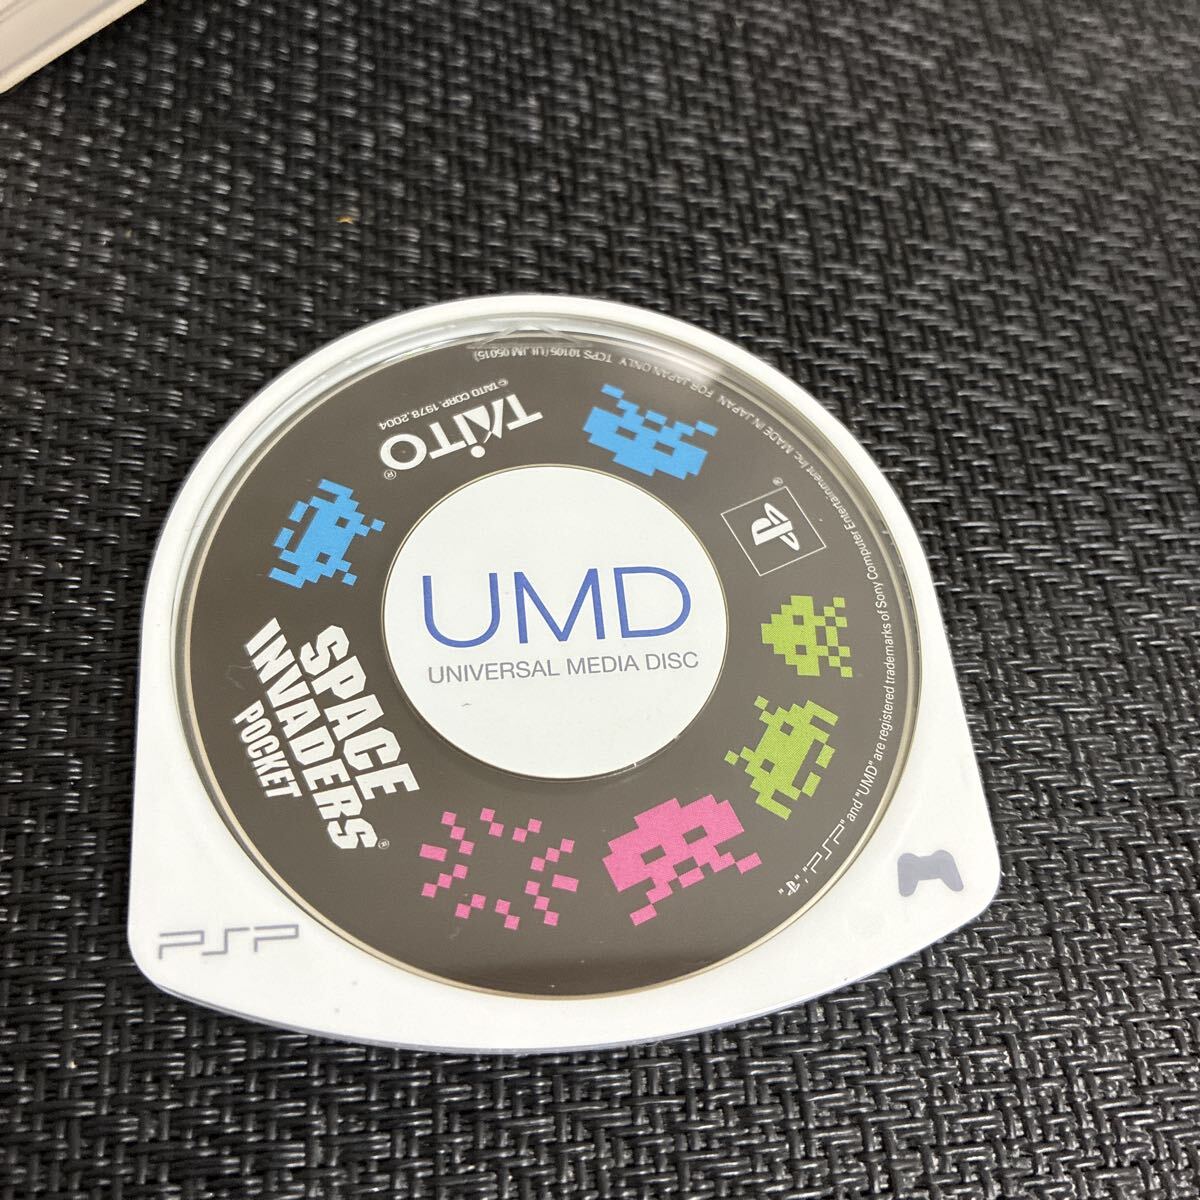 TCPS 10105 (ULJM 05015)
FOR JAPAN ONLY
MADE IN JAPAN
© TAITO CORP. 1978, 2004
TAITO®
UMD
UNIVERSAL MEDIA DISC
SPACE
INVADERS®
POCKET
" ", "PSP" and "UMD" are registered trademarks of Sony Computer Entertainment Inc.
PSP